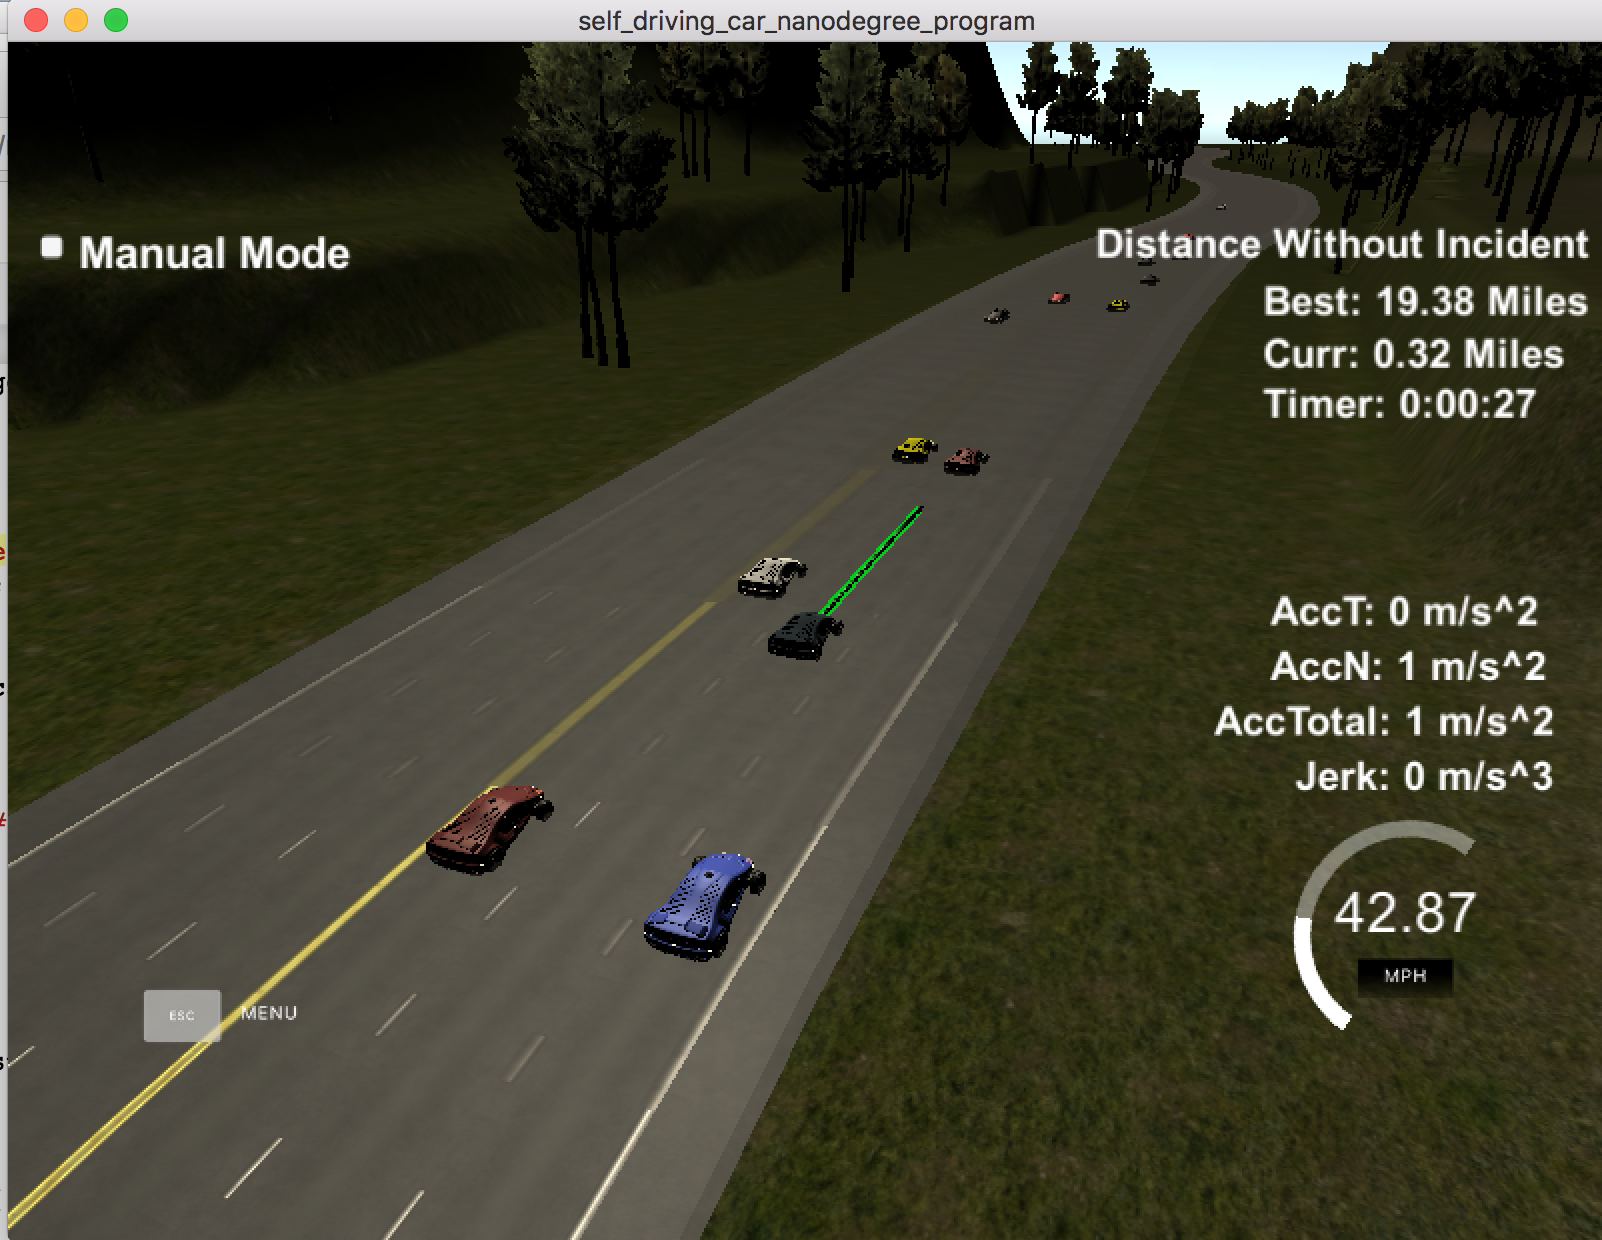 self_driving_car_nanodegree_program
Manual Mode
Distance Without Incident
Best: 19.38 Miles
Curr: 0.32 Miles
Timer: 0:00:27
AccT: 0 m/s^2
AccN: 1 m/s^2
AccTotal: 1 m/s^2
Jerk: 0 m/s^3
42.87
MPH
ESC MENU